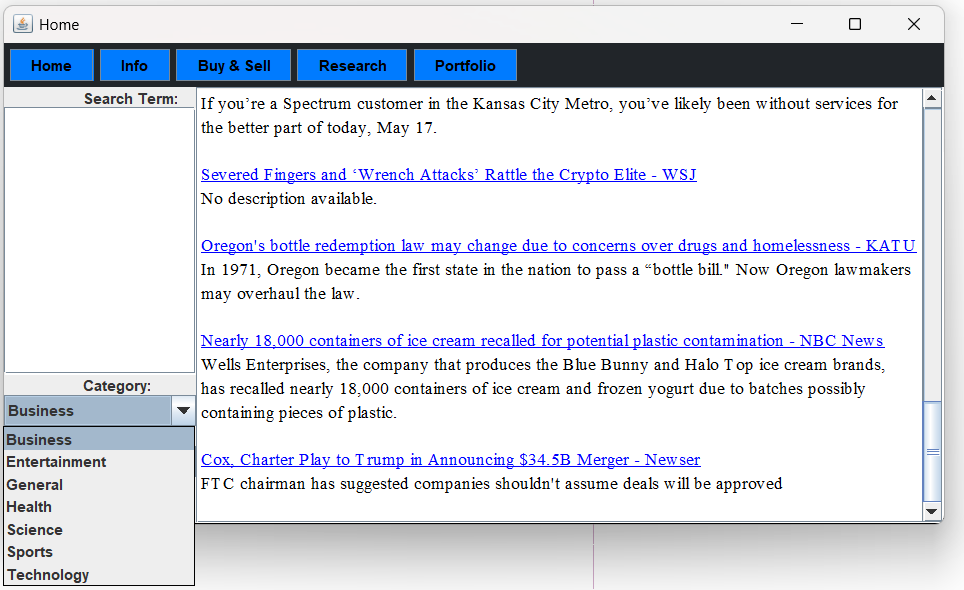 Home
Home Info Buy & Sell Research Portfolio
Search Term:
If you’re a Spectrum customer in the Kansas City Metro, you’ve likely been without services for
the better part of today, May 17.
Severed Fingers and ‘Wrench Attacks’ Rattle the Crypto Elite - WSJ
No description available.
Oregon's bottle redemption law may change due to concerns over drugs and homelessness - KATU
In 1971, Oregon became the first state in the nation to pass a “bottle bill." Now Oregon lawmakers
may overhaul the law.
Nearly 18,000 containers of ice cream recalled for potential plastic contamination - NBC News
Wells Enterprises, the company that produces the Blue Bunny and Halo Top ice cream brands,
has recalled nearly 18,000 containers of ice cream and frozen yogurt due to batches possibly
containing pieces of plastic.
Cox, Charter Play to Trump in Announcing $34.5B Merger - Newser
FTC chairman has suggested companies shouldn't assume deals will be approved
Category:
Business
Business
Entertainment
General
Health
Science
Sports
Technology